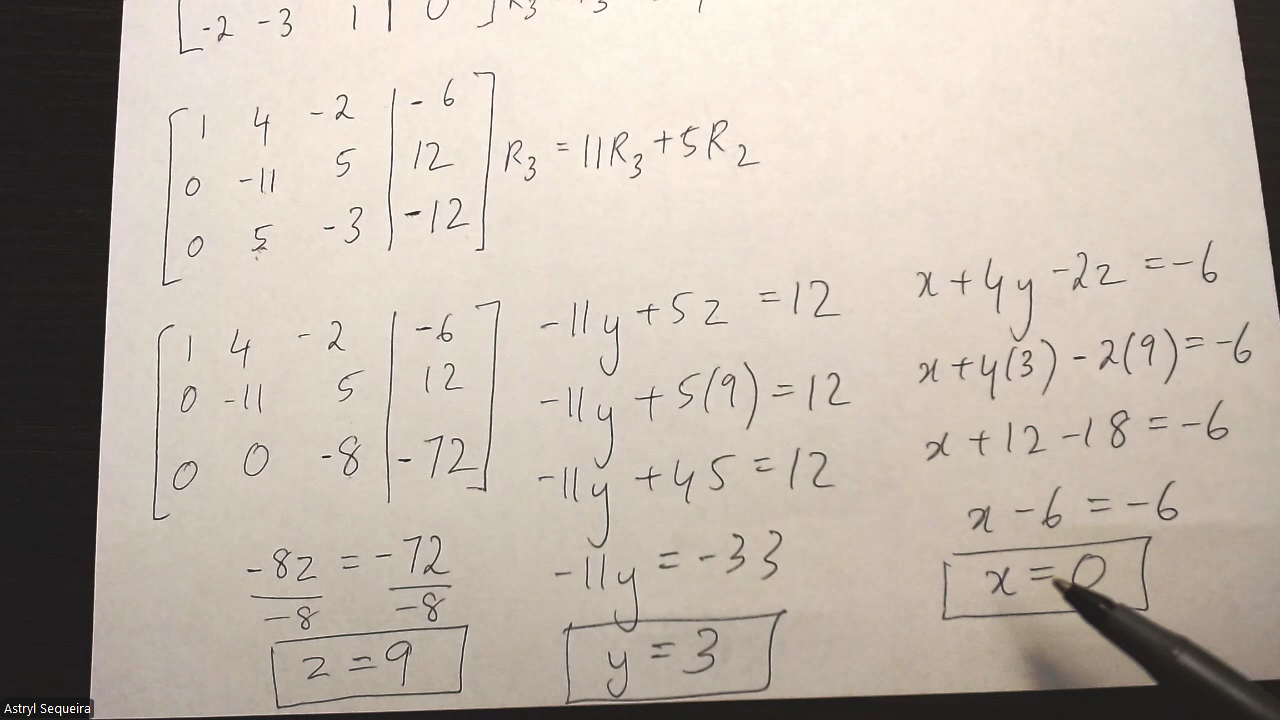 -2 -3 1 | 0 ] R3
1 4 -2 | -6
0 -11 5 | 12
0 5 -3 | -12
R3 = 11R3 + 5R2
1 4 -2 | -6
0 -11 5 | 12
0 0 -8 | -72
-8z = -72
-8 -8
z = 9
-11y + 5z = 12
-11y + 5(9) = 12
-11y + 45 = 12
-11y = -33
y = 3
x + 4y - 2z = -6
x + 4(3) - 2(9) = -6
x + 12 - 18 = -6
x - 6 = -6
x = 0
Astryl Sequeira